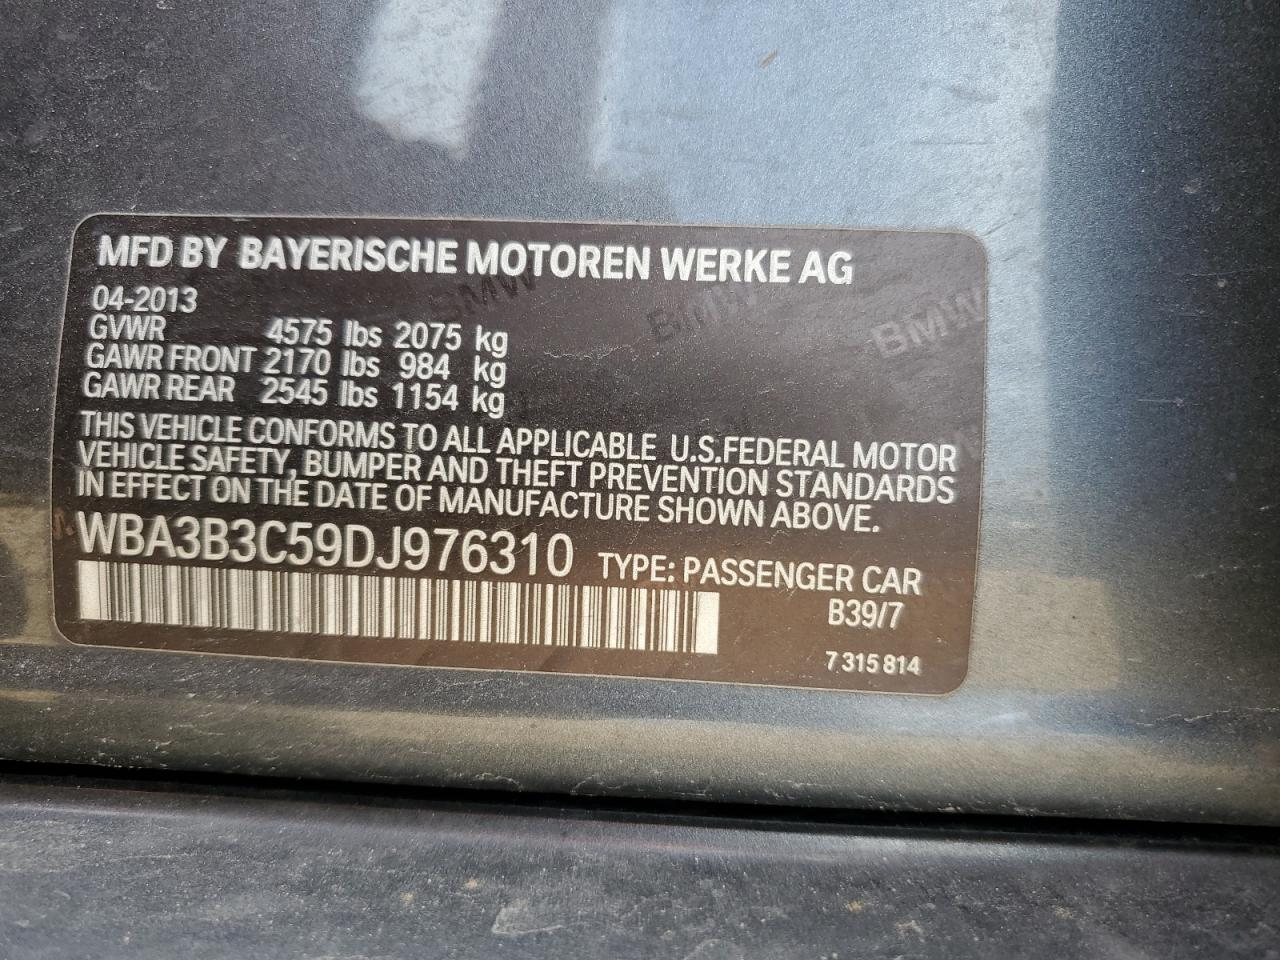 MFD BY BAYERISCHE MOTOREN WERKE AG
04-2013
GVWR 4575 lbs 2075 kg
GAWR FRONT 2170 lbs 984 kg
GAWR REAR 2545 lbs 1154 kg
THIS VEHICLE CONFORMS TO ALL APPLICABLE U.S.FEDERAL MOTOR
VEHICLE SAFETY, BUMPER AND THEFT PREVENTION STANDARDS
IN EFFECT ON THE DATE OF MANUFACTURE SHOWN ABOVE.
WBA3B3C59DJ976310 TYPE: PASSENGER CAR
B39/7
7 315 814
BMW BMW BMW